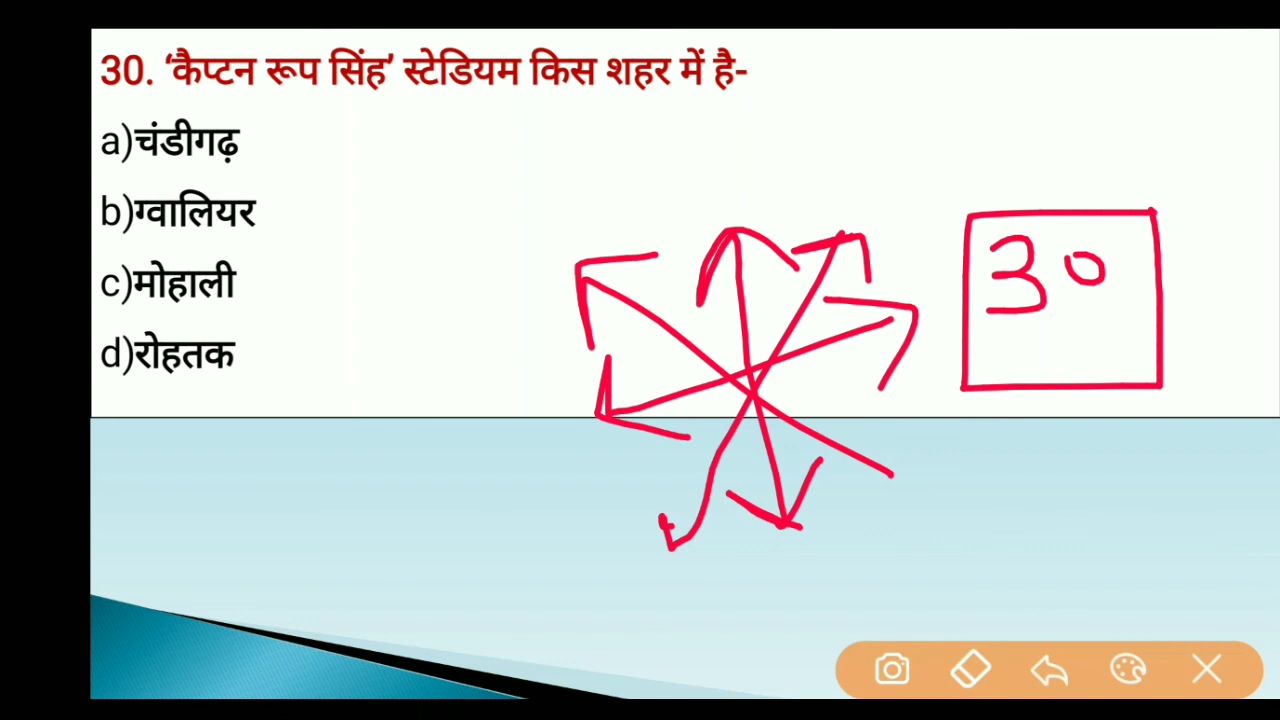 30. ‘कैप्टन रूप सिंह’ स्टेडियम किस शहर में है-
a)चंडीगढ़
b)ग्वालियर
c)मोहाली
d)रोहतक
30